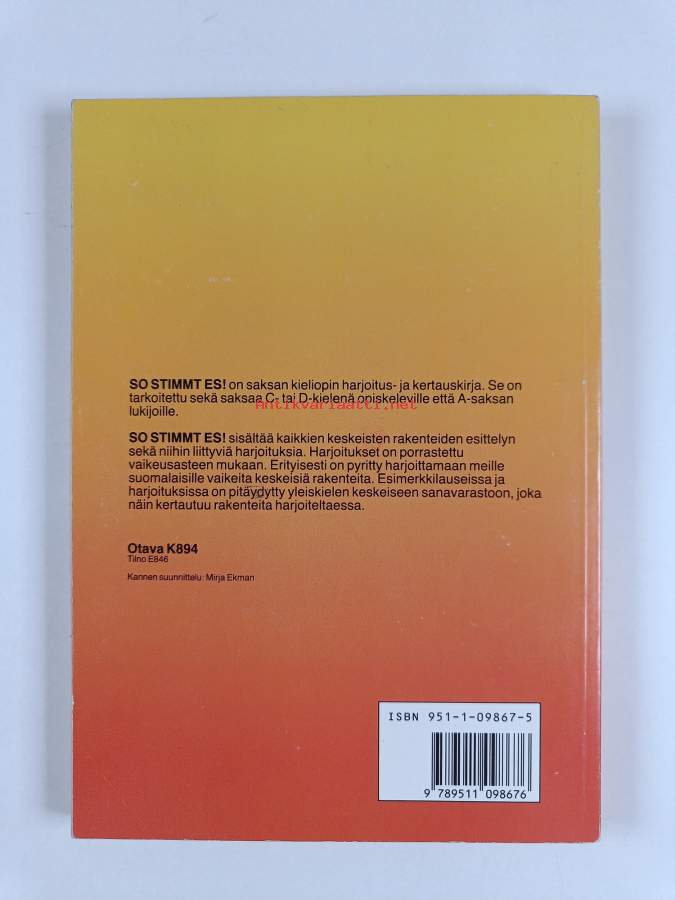 SO STIMMT ES! on saksan kieliopin harjoitus- ja kertauskirja. Se on
tarkoitettu sekä saksaa C- tai D-kielenä opiskeleville että A-saksan
Antikvariaatti.net
lukijoille.
SO STIMMT ES! sisältää kaikkien keskeisten rakenteiden esittelyn
sekä niihin liittyviä harjoituksia. Harjoitukset on porrastettu
vaikeusasteen mukaan. Erityisesti on pyritty harjoittamaan meille
suomalaisille vaikeita keskeisiä rakenteita. Esimerkkilauseissa ja
harjoituksissa on pitäydytty yleiskielen keskeiseen sanavarastoon, joka
näin kertautuu rakenteita harjoiteltaessa.
Otava K894
Tilno E846
Kannen suunnittelu: Mirja Ekman
ISBN 951-1-09867-5
9 789511 098676